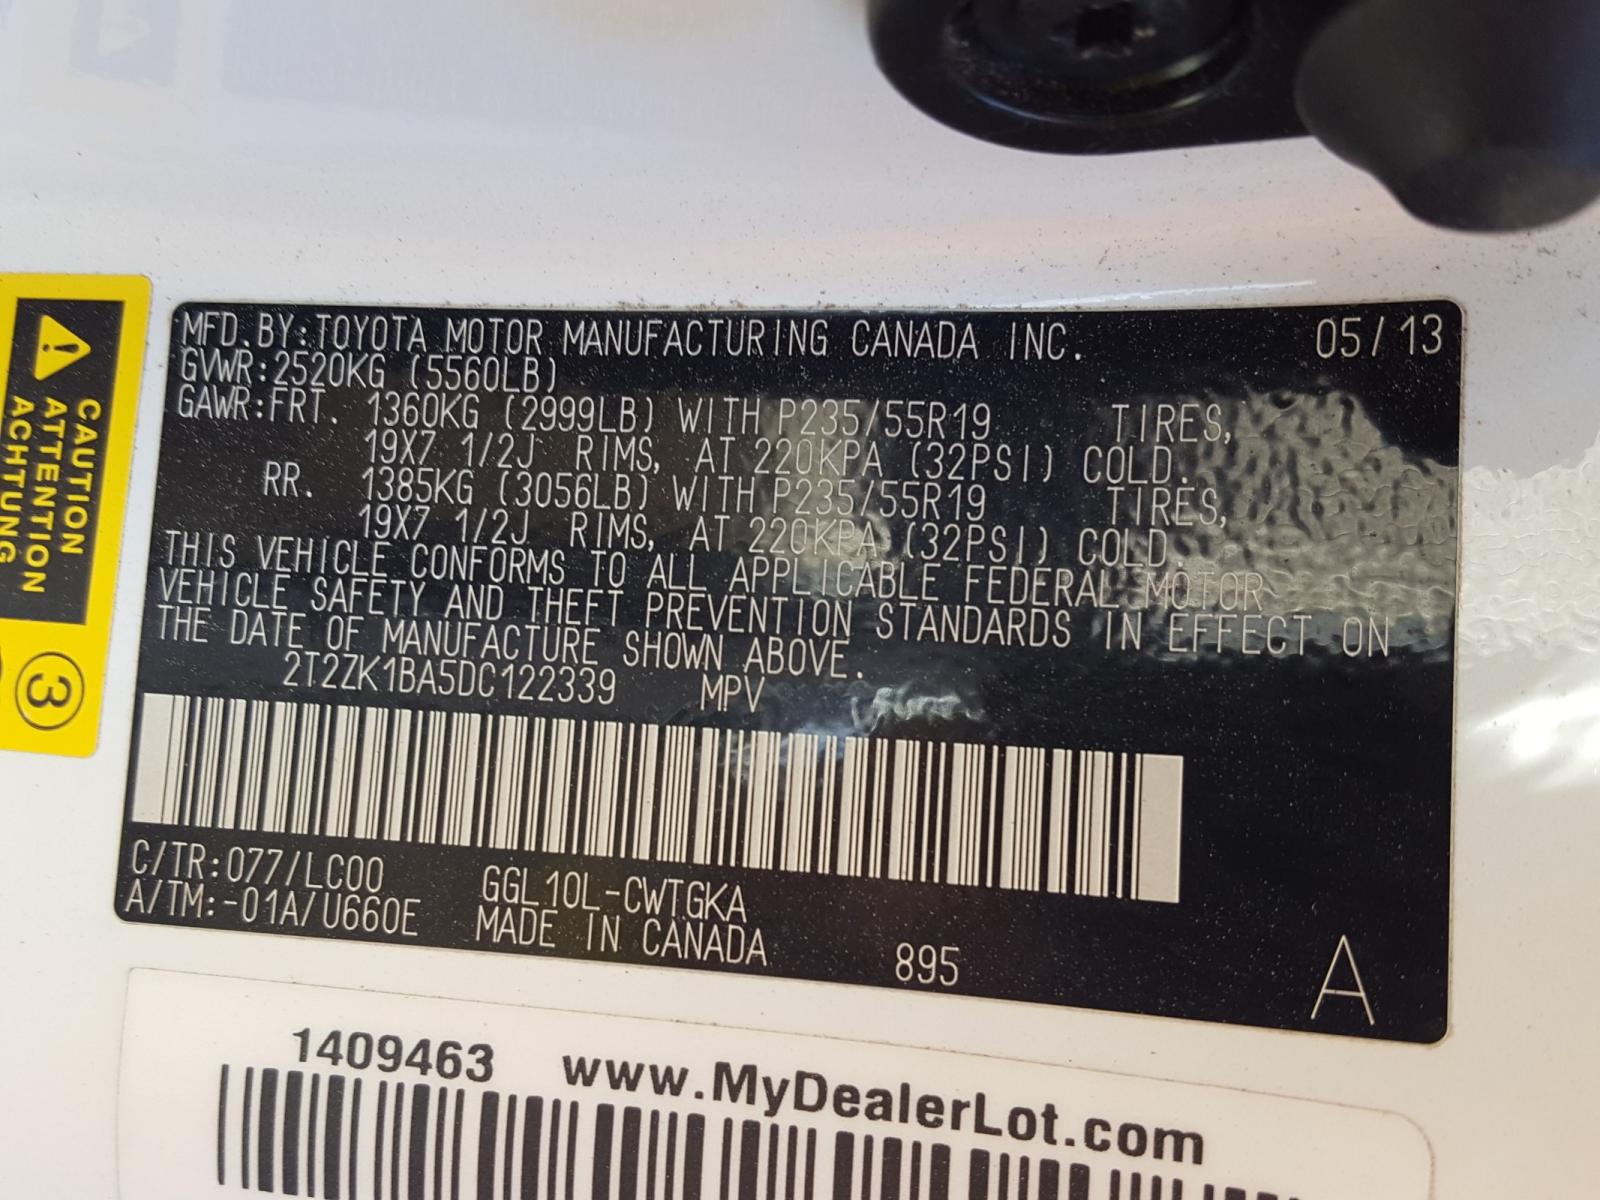 MFD. BY: TOYOTA MOTOR MANUFACTURING CANADA INC. 05/13
GVWR: 2520KG (5560LB)
GAWR: FRT. 1360KG (2999LB) WITH P235/55R19 TIRES,
19X7 1/2J RIMS, AT 220KPA (32PSI) COLD.
RR. 1385KG (3056LB) WITH P235/55R19 TIRES,
19X7 1/2J RIMS, AT 220KPA (32PSI) COLD.
THIS VEHICLE CONFORMS TO ALL APPLICABLE FEDERAL MOTOR
VEHICLE SAFETY AND THEFT PREVENTION STANDARDS IN EFFECT ON
THE DATE OF MANUFACTURE SHOWN ABOVE.
2T2ZK1BA5DC122339 MPV
C/TR: 077/LC00 GGL10L-CWTGKA
A/TM: -01A/U660E MADE IN CANADA 895 A
CAUTION
ATTENTION
ACHTUNG
3
1409463 www.MyDealerLot.com